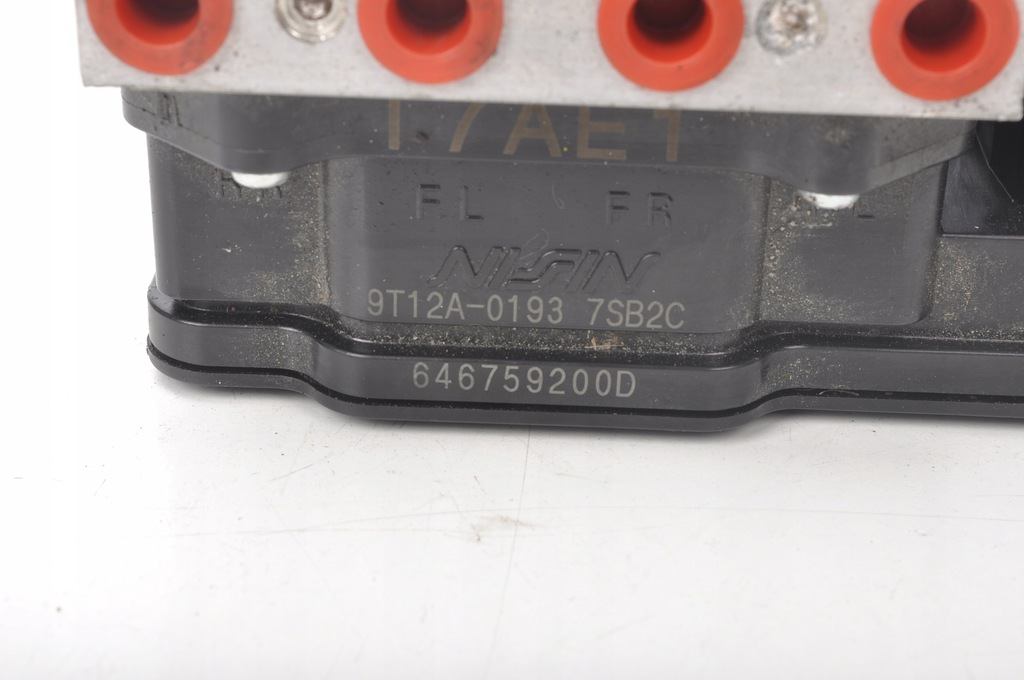 17AE1
FL FR
NISSIN
9T12A-0193 7SB2C
646759200D